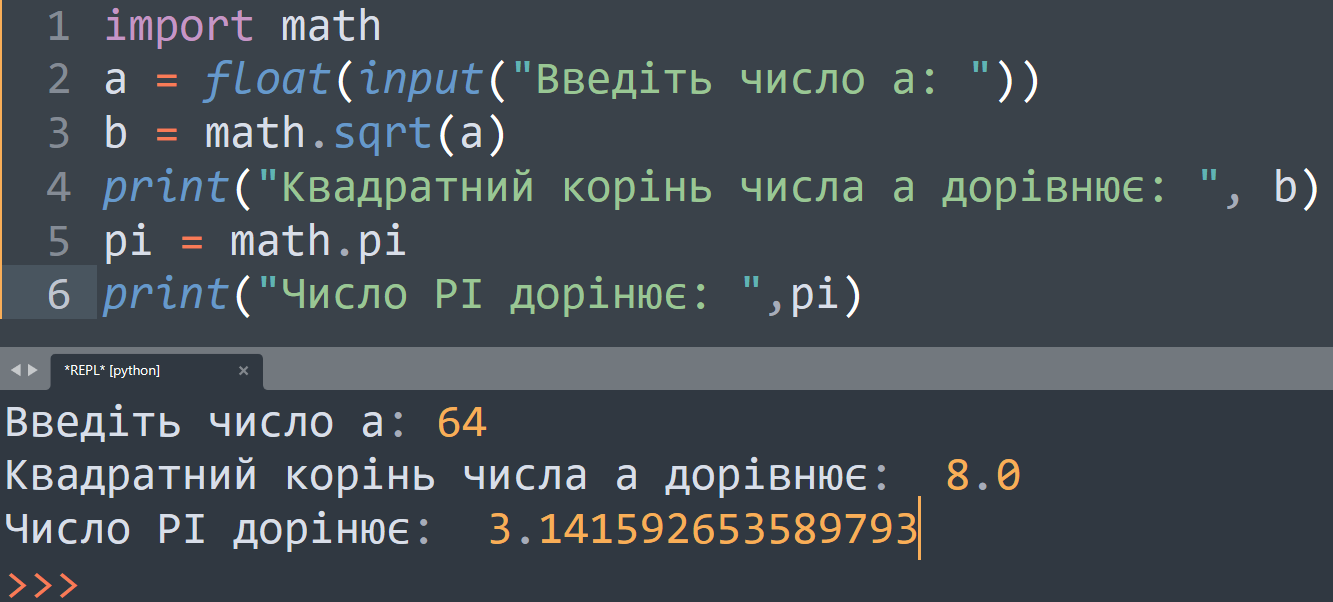 1 import math
2 a = float(input("Введіть число a: "))
3 b = math.sqrt(a)
4 print("Квадратний корінь числа a дорівнює: ", b)
5 pi = math.pi
6 print("Число PI дорінює: ",pi)
*REPL* [python] ×
Введіть число a: 64
Квадратний корінь числа a дорівнює:  8.0
Число PI дорінює:  3.141592653589793
>>>